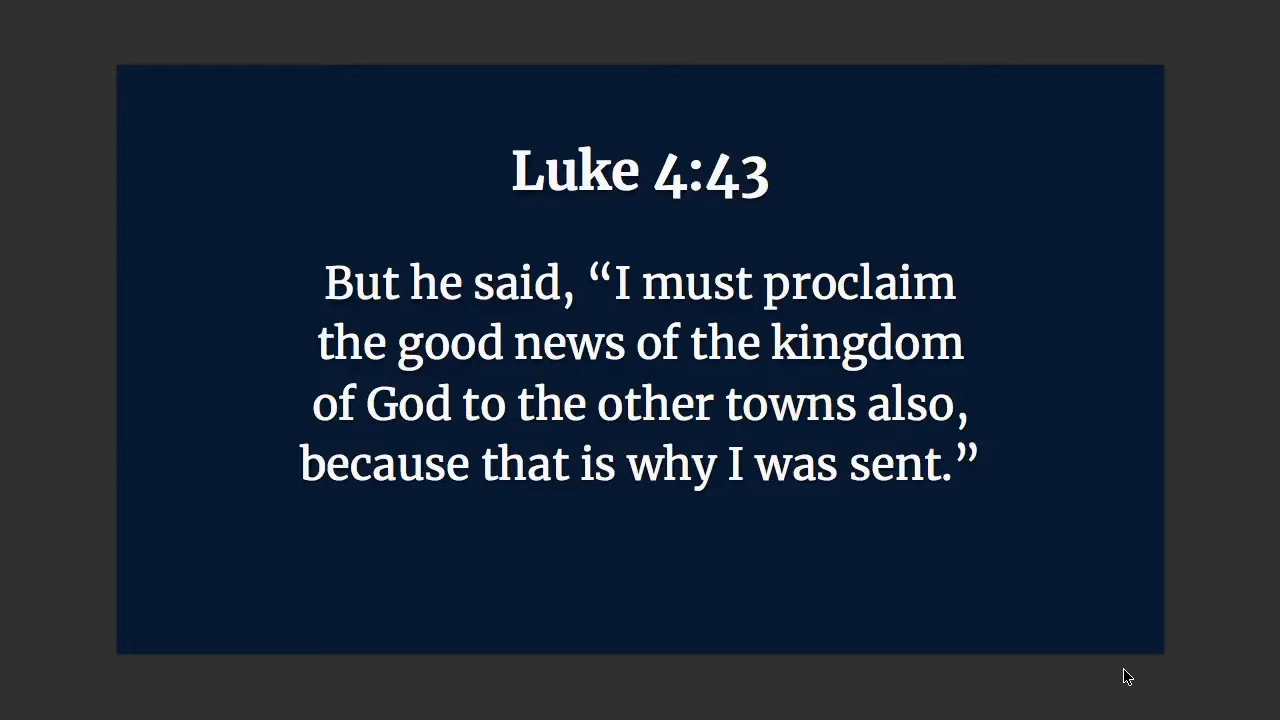 Luke 4:43
But he said, “I must proclaim
the good news of the kingdom
of God to the other towns also,
because that is why I was sent.”